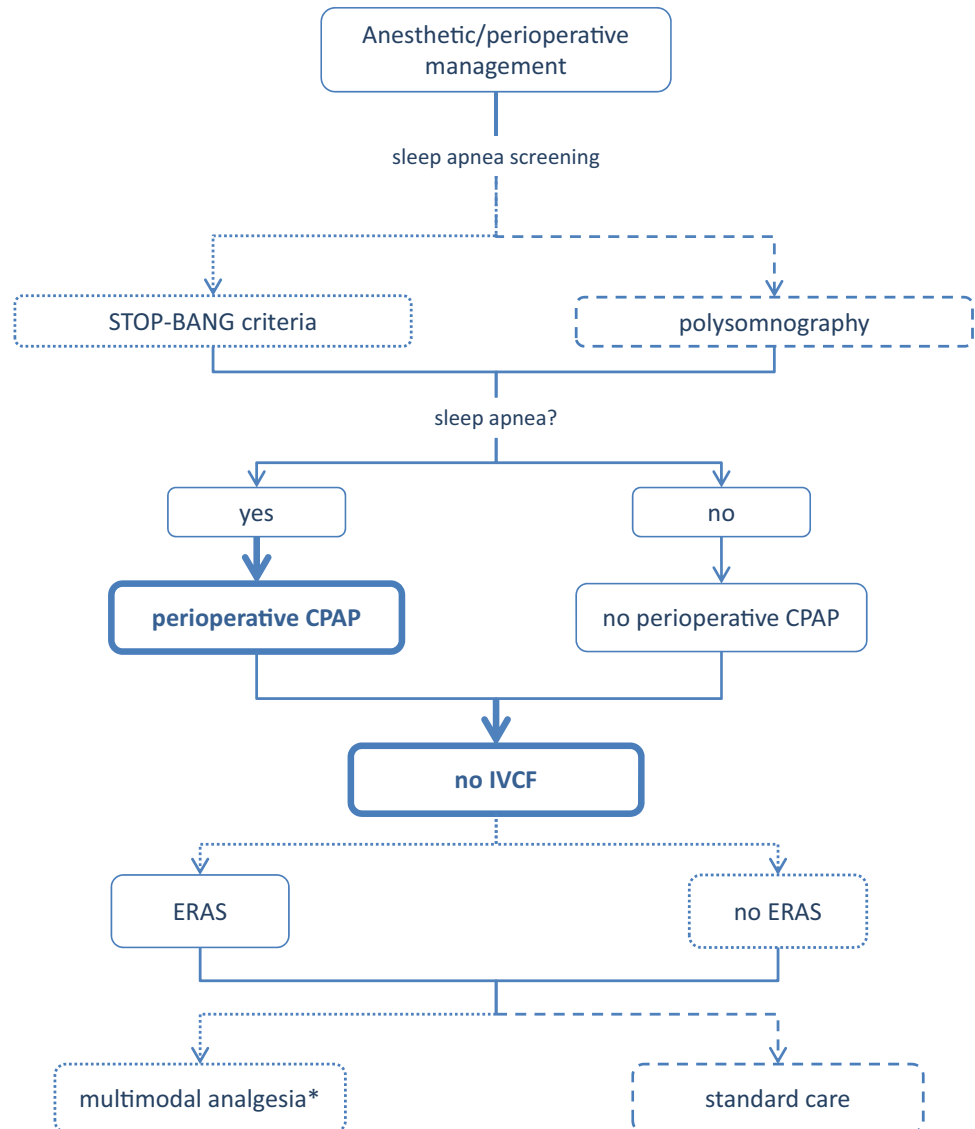 Anesthetic/perioperative
management
sleep apnea screening
STOP-BANG criteria
polysomnography
sleep apnea?
yes
no
perioperative CPAP
no perioperative CPAP
no IVCF
ERAS
no ERAS
multimodal analgesia*
standard care